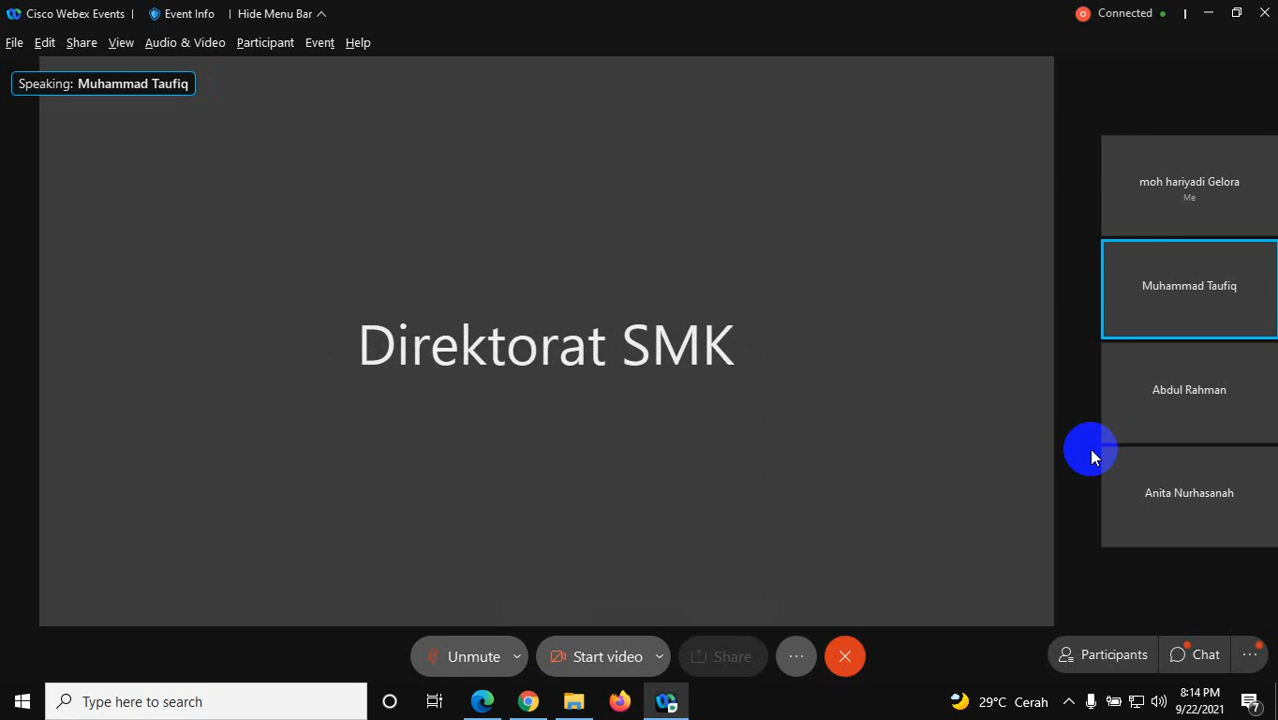 Cisco Webex Events | Event Info | Hide Menu Bar
Connected
File Edit Share View Audio & Video Participant Event Help
Speaking: Muhammad Taufiq
Direktorat SMK
moh hariyadi Gelora
Me
Muhammad Taufiq
Abdul Rahman
Anita Nurhasanah
Unmute Start video Share
Participants Chat
Type here to search
29°C Cerah
8:14 PM
9/22/2021
7